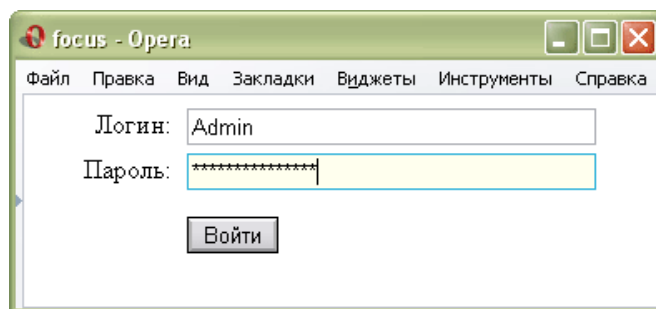 focus - Opera
Файл Правка Вид Закладки Виджеты Инструменты Справка
Логин: Admin
Пароль: ***************
Войти